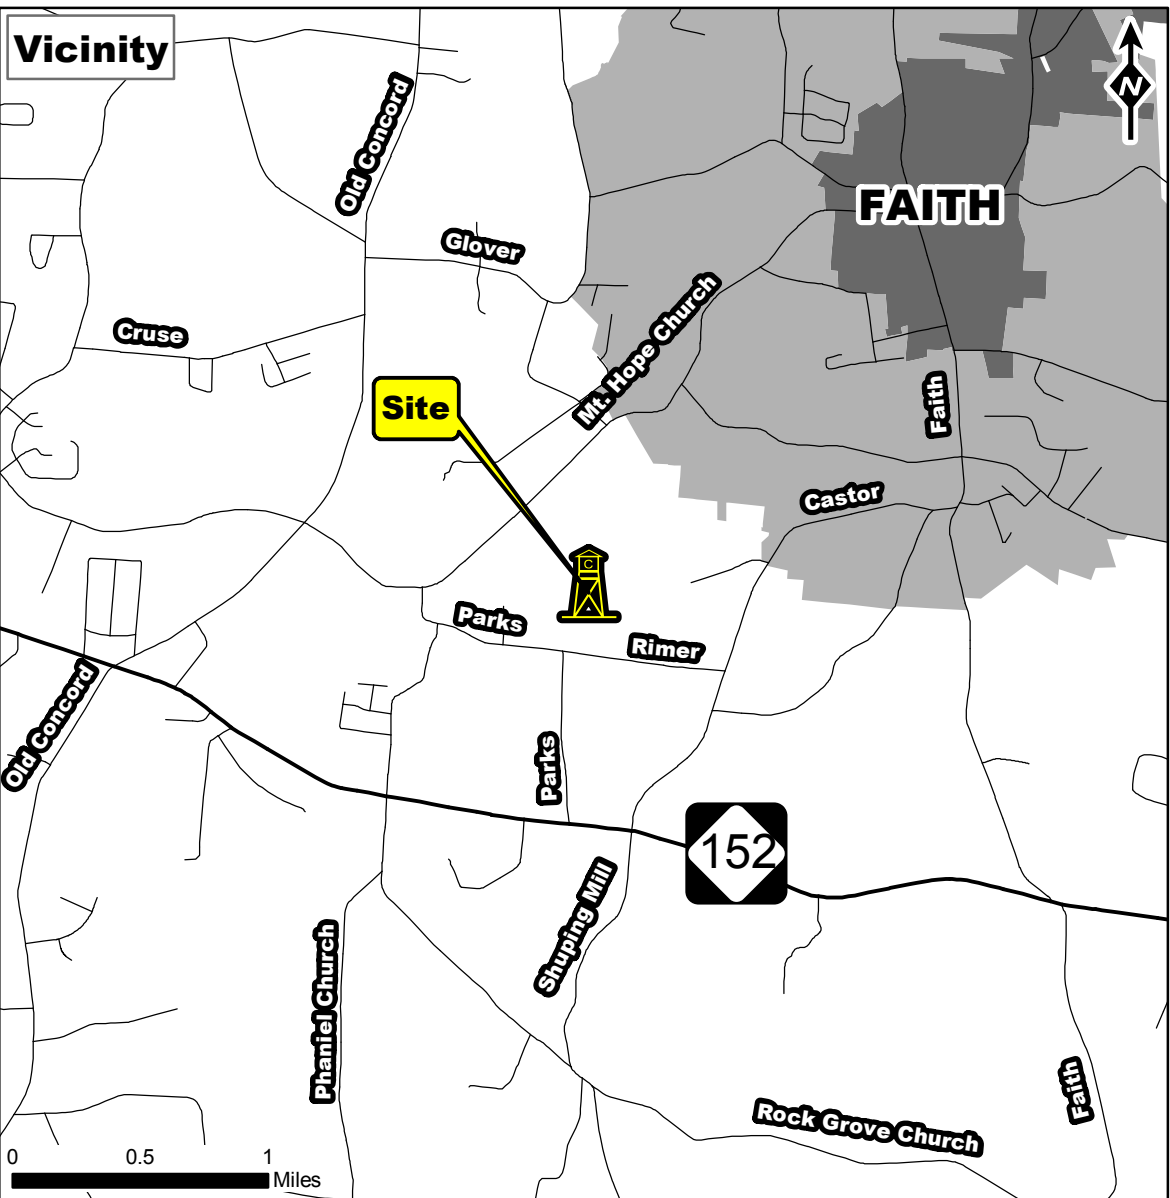 Vicinity
N
Old Concord
FAITH
Glover
Mt. Hope Church
Cruse
Site
Faith
Castor
C
Parks
Rimer
Old Concord
Parks
152
Shuping Mill
Phaniel Church
Faith
Rock Grove Church
0 0.5 1
Miles